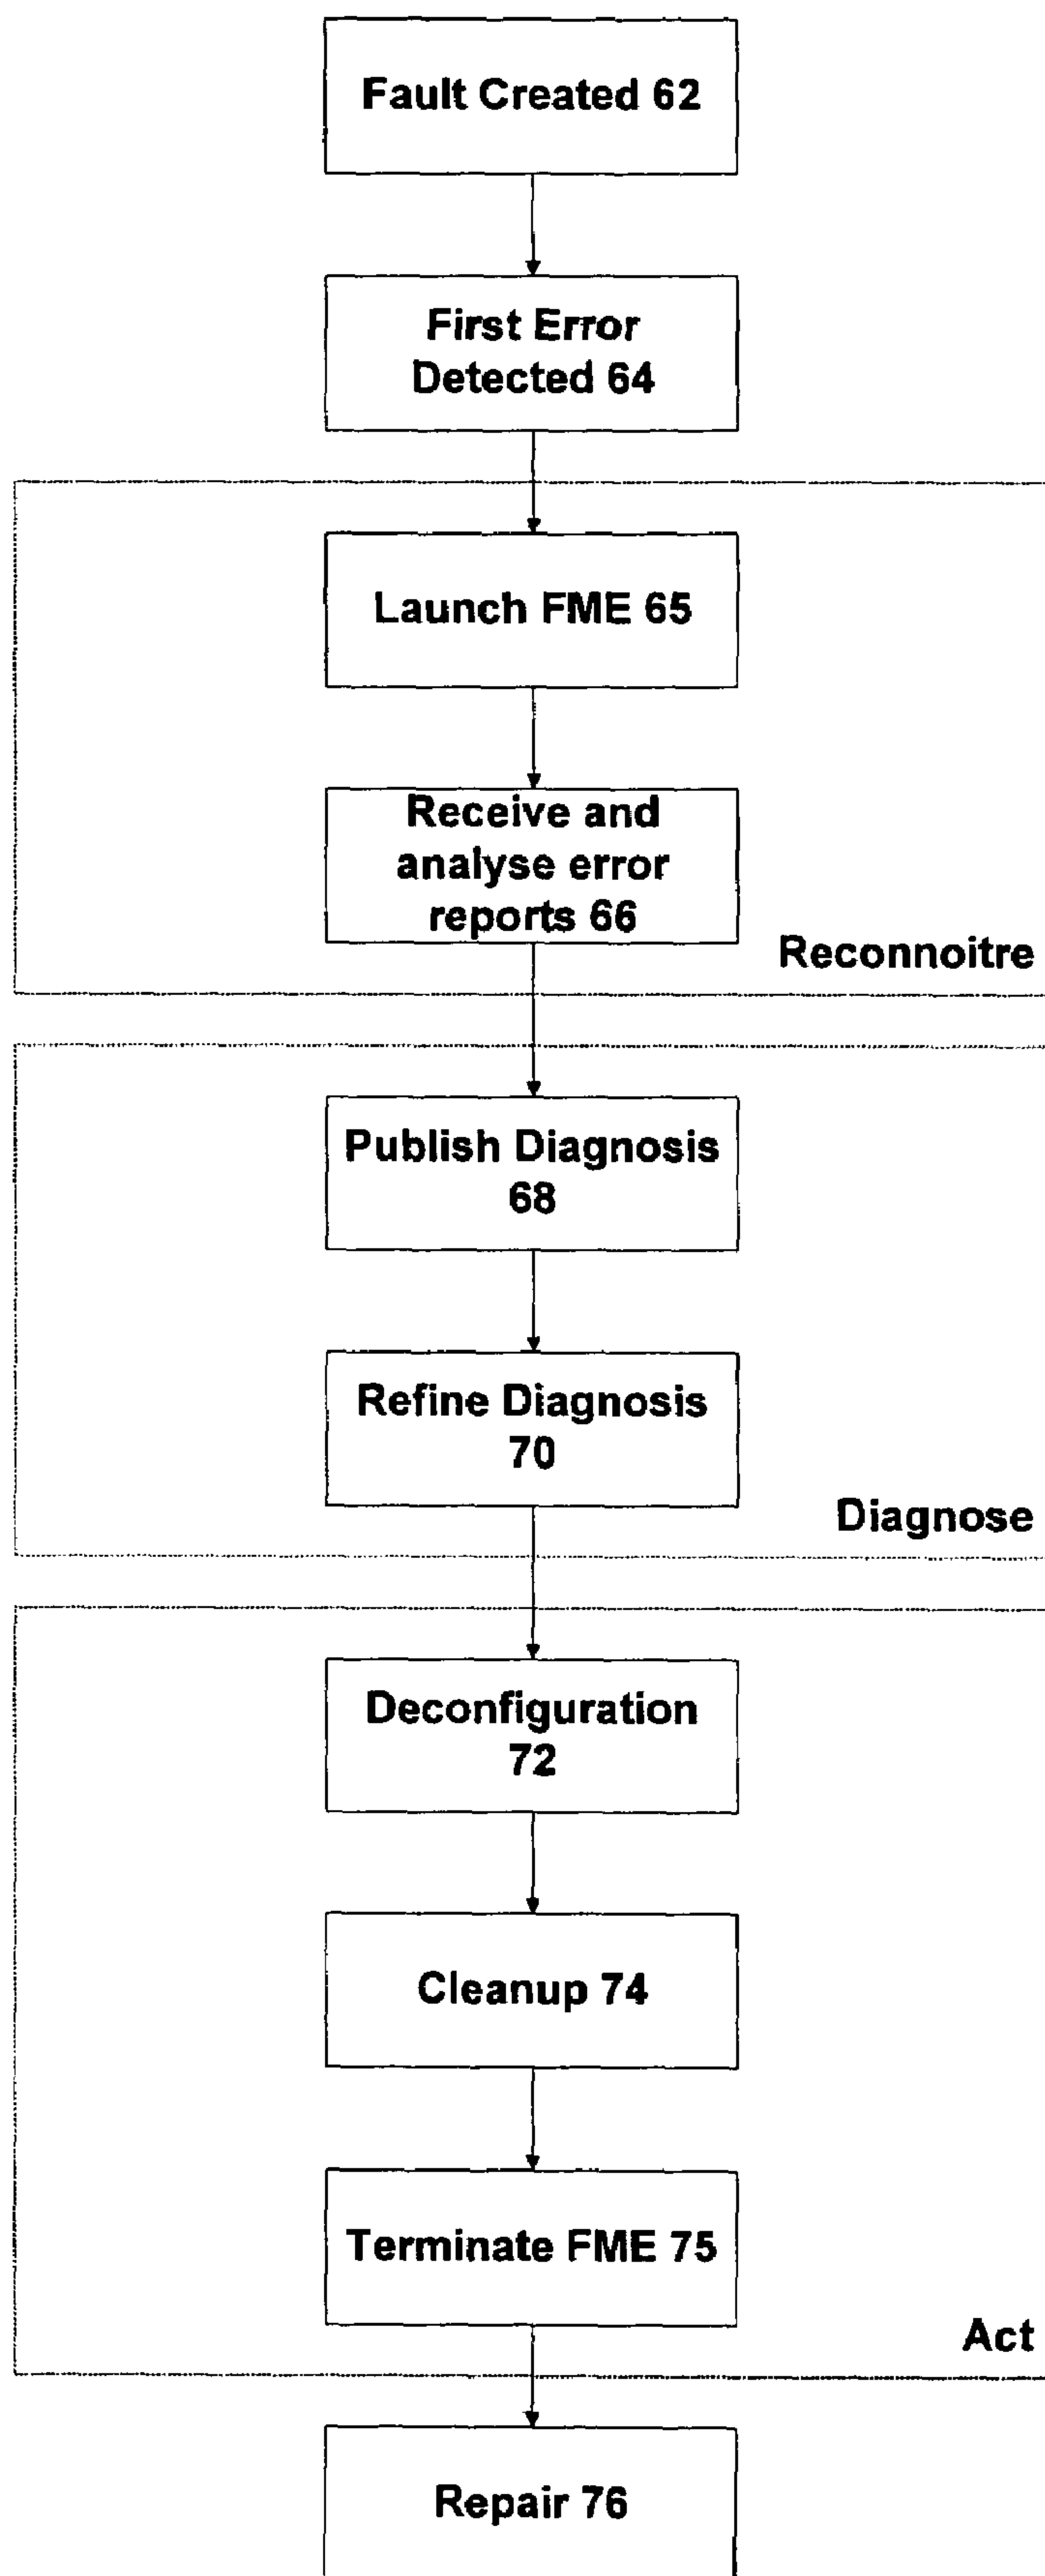 Fault Created 62
First Error
Detected 64
Launch FME 65
Receive and
analyse error
reports 66
Reconnoitre
Publish Diagnosis
68
Refine Diagnosis
70
Diagnose
Deconfiguration
72
Cleanup 74
Terminate FME 75
Act
Repair 76